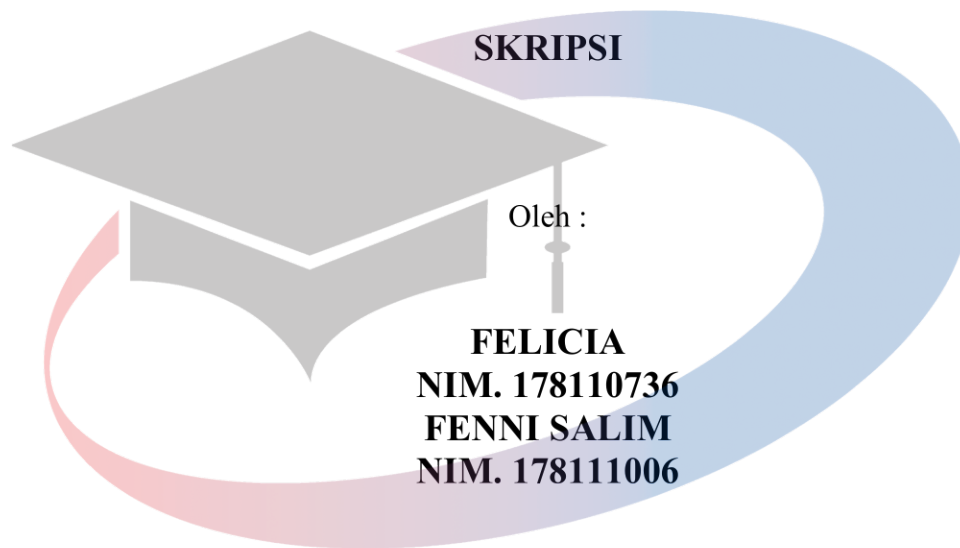 SKRIPSI
Oleh :
FELICIA
NIM. 178110736
FENNI SALIM
NIM. 178111006